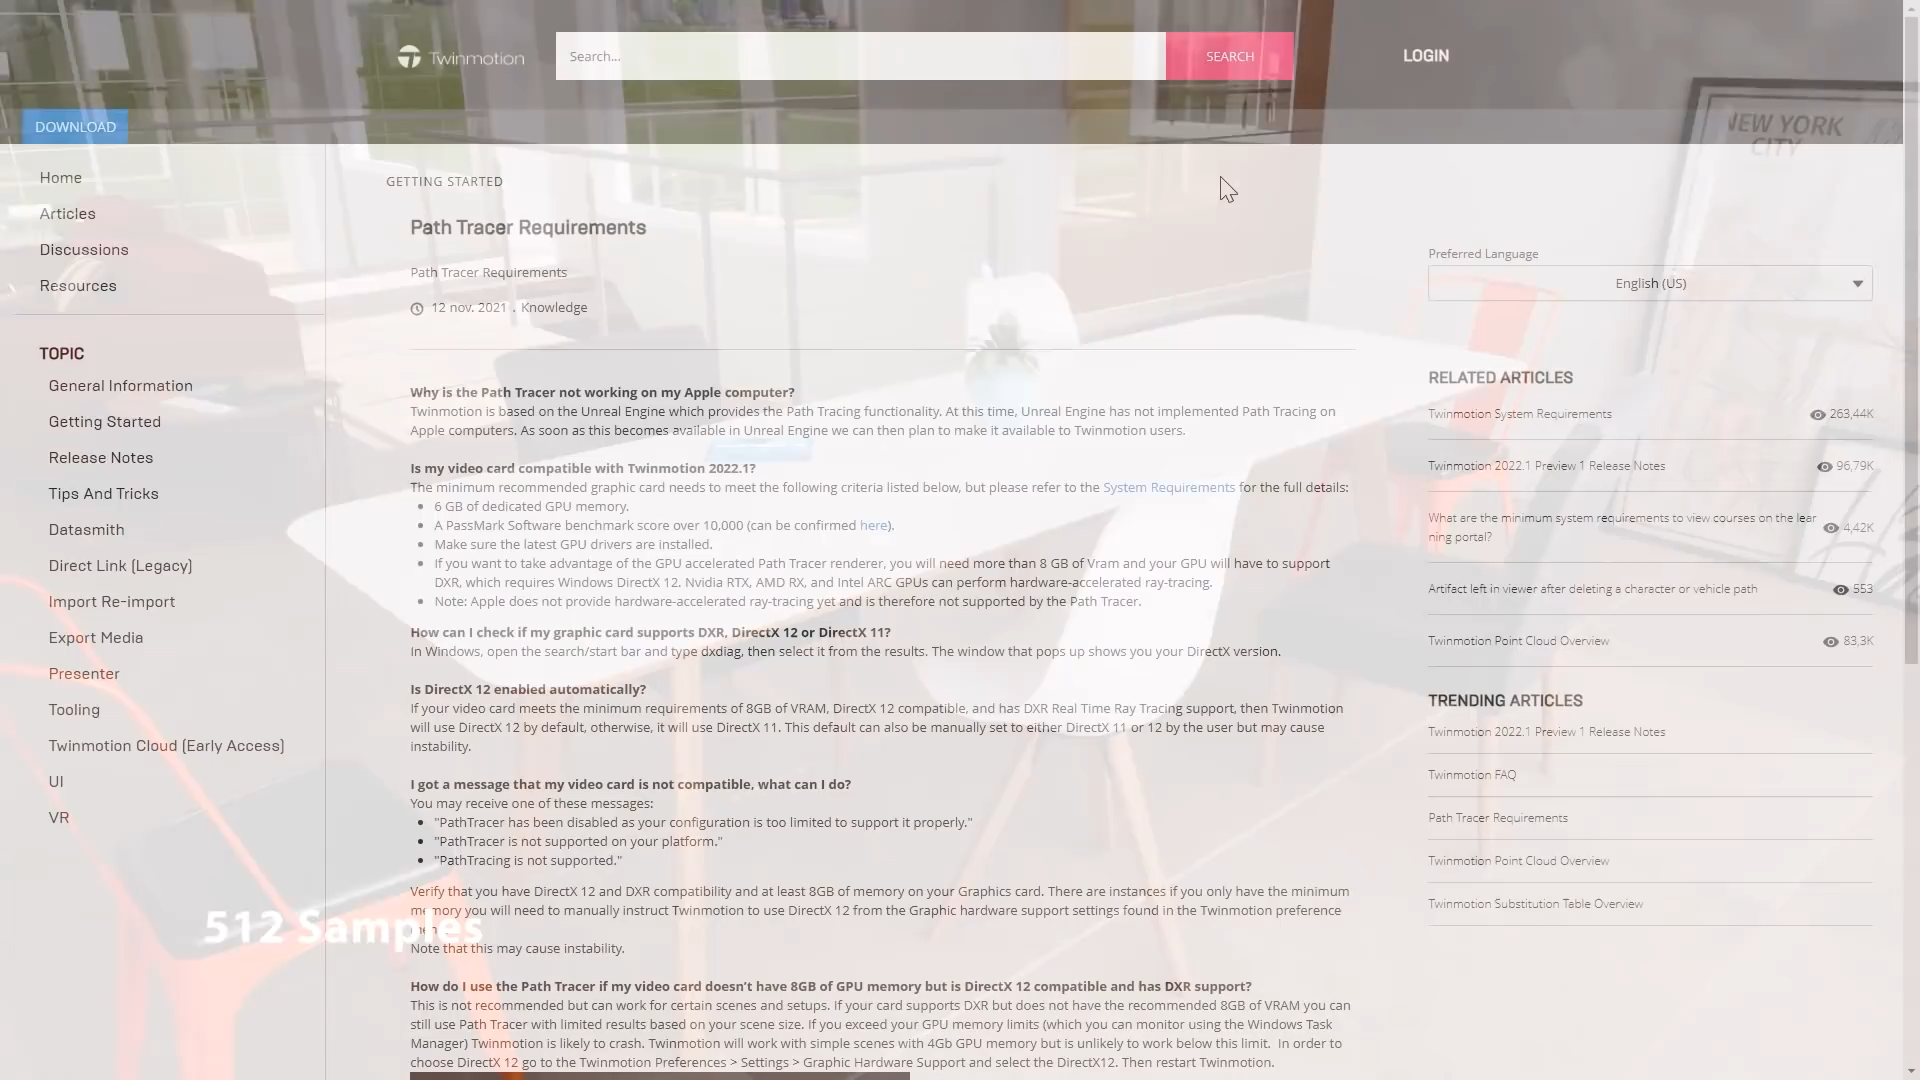 Twinmotion
Search...
SEARCH
LOGIN
DOWNLOAD
NEW YORK
CITY
Home
Articles
Discussions
Resources
TOPIC
General Information
Getting Started
Release Notes
Tips And Tricks
Datasmith
Direct Link (Legacy)
Import Re-import
Export Media
Presenter
Tooling
Twinmotion Cloud (Early Access)
UI
VR
GETTING STARTED
Path Tracer Requirements
Path Tracer Requirements
12 nov. 2021 . Knowledge
Why is the Path Tracer not working on my Apple computer?
Twinmotion is based on the Unreal Engine which provides the Path Tracing functionality. At this time, Unreal Engine has not implemented Path Tracing on
Apple computers. As soon as this becomes available in Unreal Engine we can then plan to make it available to Twinmotion users.
Is my video card compatible with Twinmotion 2022.1?
The minimum recommended graphic card needs to meet the following criteria listed below, but please refer to the System Requirements for the full details:
• 6 GB of dedicated GPU memory.
• A PassMark Software benchmark score over 10,000 (can be confirmed here).
• Make sure the latest GPU drivers are installed.
• If you want to take advantage of the GPU accelerated Path Tracer renderer, you will need more than 8 GB of Vram and your GPU will have to support
DXR, which requires Windows DirectX 12. Nvidia RTX, AMD RX, and Intel ARC GPUs can perform hardware-accelerated ray-tracing.
• Note: Apple does not provide hardware-accelerated ray-tracing yet and is therefore not supported by the Path Tracer.
How can I check if my graphic card supports DXR, DirectX 12 or DirectX 11?
In Windows, open the search/start bar and type dxdiag, then select it from the results. The window that pops up shows you your DirectX version.
Is DirectX 12 enabled automatically?
If your video card meets the minimum requirements of 8GB of VRAM, DirectX 12 compatible, and has DXR Real Time Ray Tracing support, then Twinmotion
will use DirectX 12 by default, otherwise, it will use DirectX 11. This default can also be manually set to either DirectX 11 or 12 by the user but may cause
instability.
I got a message that my video card is not compatible, what can I do?
You may receive one of these messages:
• "PathTracer has been disabled as your configuration is too limited to support it properly."
• "PathTracer is not supported on your platform."
• "PathTracing is not supported."
Verify that you have DirectX 12 and DXR compatibility and at least 8GB of memory on your Graphics card. There are instances if you only have the minimum
memory you will need to manually instruct Twinmotion to use DirectX 12 from the Graphic hardware support settings found in the Twinmotion preference
Note that this may cause instability.
512 Samples
How do I use the Path Tracer if my video card doesn't have 8GB of GPU memory but is DirectX 12 compatible and has DXR support?
This is not recommended but can work for certain scenes and setups. If your card supports DXR but does not have the recommended 8GB of VRAM you can
still use Path Tracer with limited results based on your scene size. If you exceed your GPU memory limits (which you can monitor using the Windows Task
Manager) Twinmotion is likely to crash. Twinmotion will work with simple scenes with 4Gb GPU memory but is unlikely to work below this limit. In order to
choose DirectX 12 go to the Twinmotion Preferences > Settings > Graphic Hardware Support and select the DirectX12. Then restart Twinmotion.
Preferred Language
English (US)
RELATED ARTICLES
Twinmotion System Requirements 263,44K
Twinmotion 2022.1 Preview 1 Release Notes 96,79K
What are the minimum system requirements to view courses on the lear
ning portal? 4,42K
Artifact left in viewer after deleting a character or vehicle path 553
Twinmotion Point Cloud Overview 83,3K
TRENDING ARTICLES
Twinmotion 2022.1 Preview 1 Release Notes
Twinmotion FAQ
Path Tracer Requirements
Twinmotion Point Cloud Overview
Twinmotion Substitution Table Overview